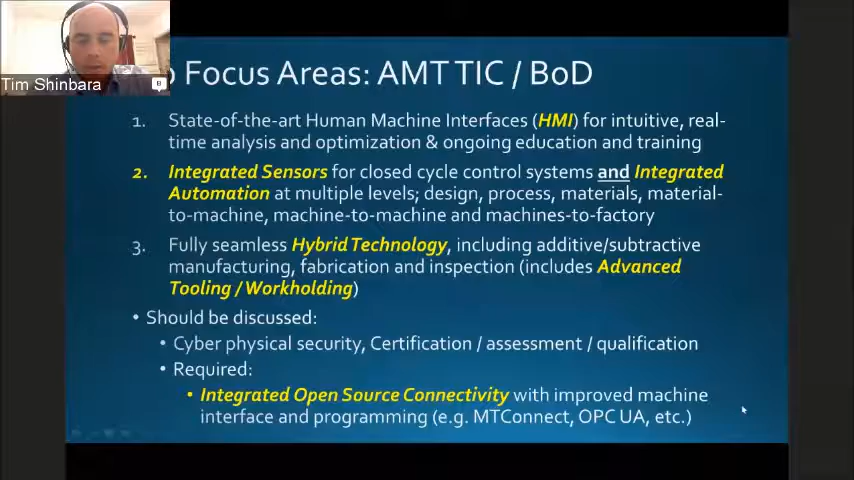 Tim Shinbara
Focus Areas: AMT TIC / BoD
1. State-of-the-art Human Machine Interfaces (HMI) for intuitive, real-
time analysis and optimization & ongoing education and training
2. Integrated Sensors for closed cycle control systems and Integrated
Automation at multiple levels; design, process, materials, material-
to-machine, machine-to-machine and machines-to-factory
3. Fully seamless Hybrid Technology, including additive/subtractive
manufacturing, fabrication and inspection (includes Advanced
Tooling / Workholding)
• Should be discussed:
• Cyber physical security, Certification / assessment / qualification
• Required:
• Integrated Open Source Connectivity with improved machine
interface and programming (e.g. MTConnect, OPC UA, etc.)